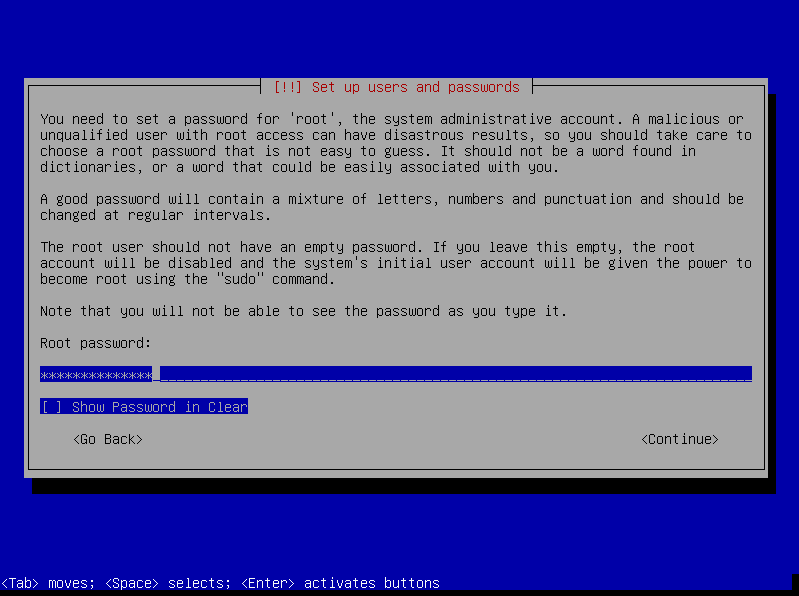 [!!] Set up users and passwords
You need to set a password for 'root', the system administrative account. A malicious or
unqualified user with root access can have disastrous results, so you should take care to
choose a root password that is not easy to guess. It should not be a word found in
dictionaries, or a word that could be easily associated with you.
A good password will contain a mixture of letters, numbers and punctuation and should be
changed at regular intervals.
The root user should not have an empty password. If you leave this empty, the root
account will be disabled and the system's initial user account will be given the power to
become root using the "sudo" command.
Note that you will not be able to see the password as you type it.
Root password:
**************
[ ] Show Password in Clear
<Go Back> <Continue>
<Tab> moves; <Space> selects; <Enter> activates buttons